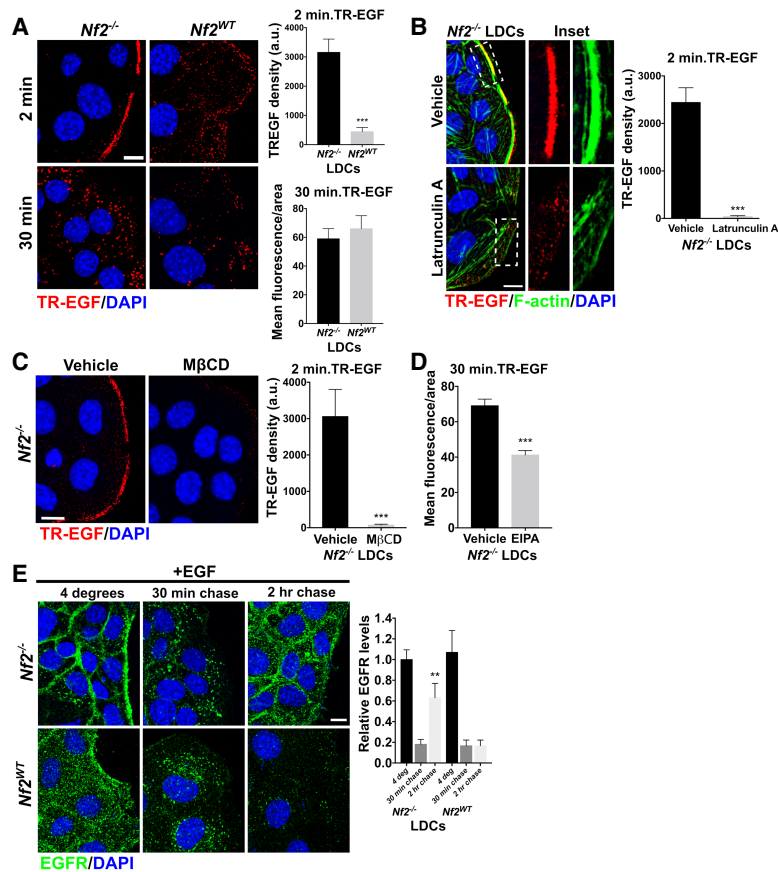 A
Nf2-/-
Nf2WT
2 min
30 min
TR-EGF/DAPI
2 min.TR-EGF
TREGF density (a.u.)
4000
3000
2000
1000
0
***
Nf2-/- Nf2WT
LDCs
30 min.TR-EGF
Mean fluorescence/area
80
60
40
20
0
Nf2-/- Nf2WT
LDCs
B
Nf2-/- LDCs
Inset
Vehicle
Latrunculin A
TR-EGF/F-actin/DAPI
2 min.TR-EGF
TR-EGF density (a.u.)
3000
2000
1000
0
***
Vehicle Latrunculin A
Nf2-/- LDCs
C
Vehicle
MβCD
Nf2-/-
TR-EGF/DAPI
2 min.TR-EGF
TR-EGF density (a.u.)
4000
3000
2000
1000
0
***
Vehicle MβCD
Nf2-/- LDCs
D
30 min.TR-EGF
Mean fluorescence/area
80
60
40
20
0
***
Vehicle EIPA
Nf2-/- LDCs
E
+EGF
4 degrees
30 min chase
2 hr chase
Nf2-/-
Nf2WT
EGFR/DAPI
Relative EGFR levels
1.4
1.2
1.0
0.8
0.6
0.4
0.2
0.0
**
4 deg
30 min chase
2 hr chase
4 deg
30 min chase
2 hr chase
Nf2-/- Nf2WT
LDCs